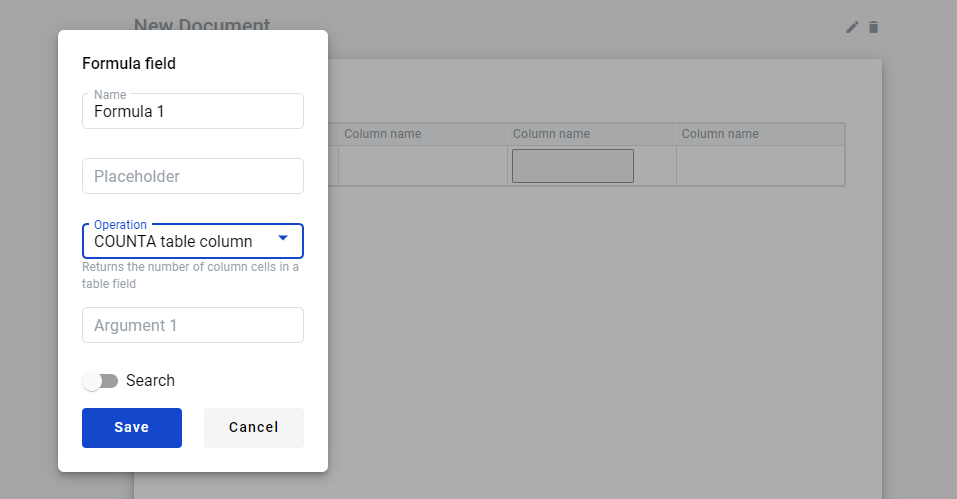 New Document
Formula field
Name
Formula 1
Column name
Column name
Column name
Placeholder
Operation
COUNTA table column
Returns the number of column cells in a
table field
Argument 1
Search
Save
Cancel